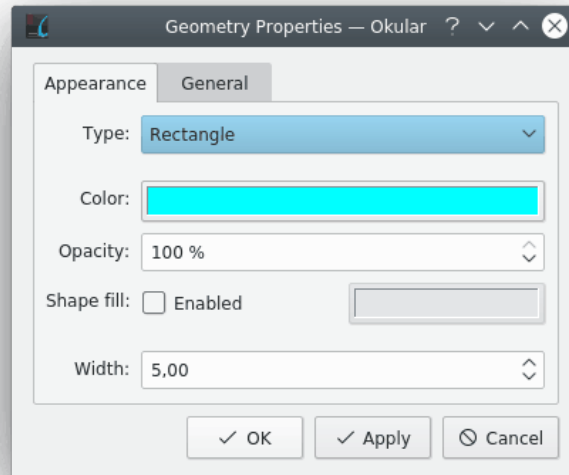 Geometry Properties — Okular ?
Appearance General
Type: Rectangle
Color:
Opacity: 100 %
Shape fill: Enabled
Width: 5,00
OK Apply Cancel